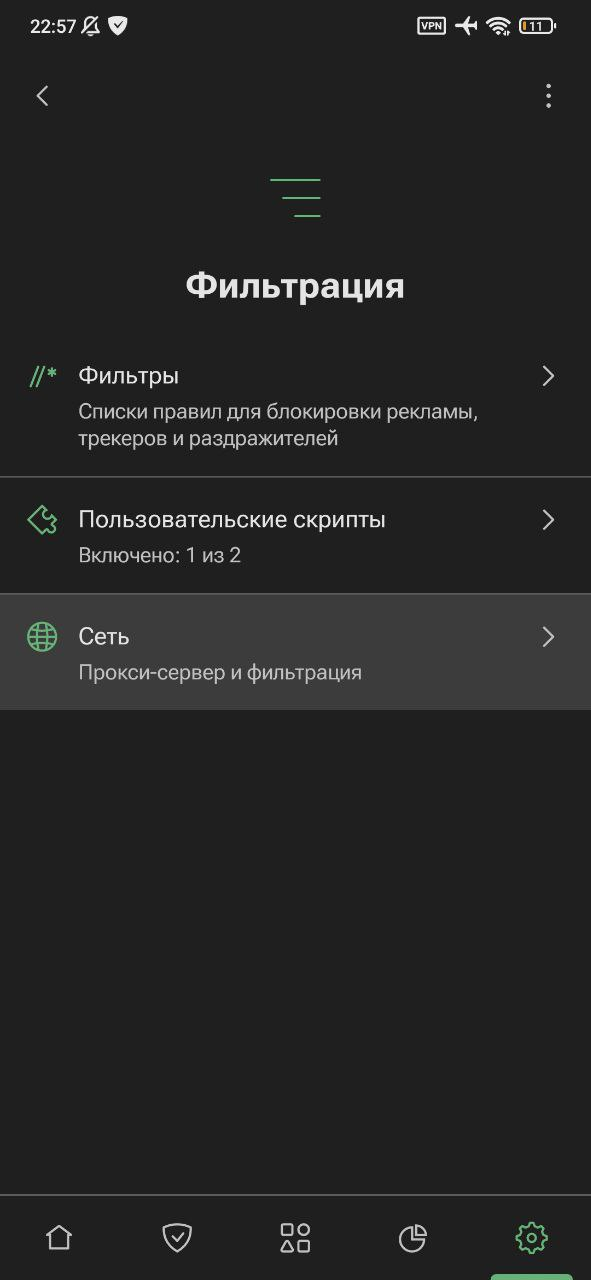 22:57 VPN 11
Фильтрация
Фильтры
Списки правил для блокировки рекламы,
трекеров и раздражителей
Пользовательские скрипты
Включено: 1 из 2
Сеть
Прокси-сервер и фильтрация